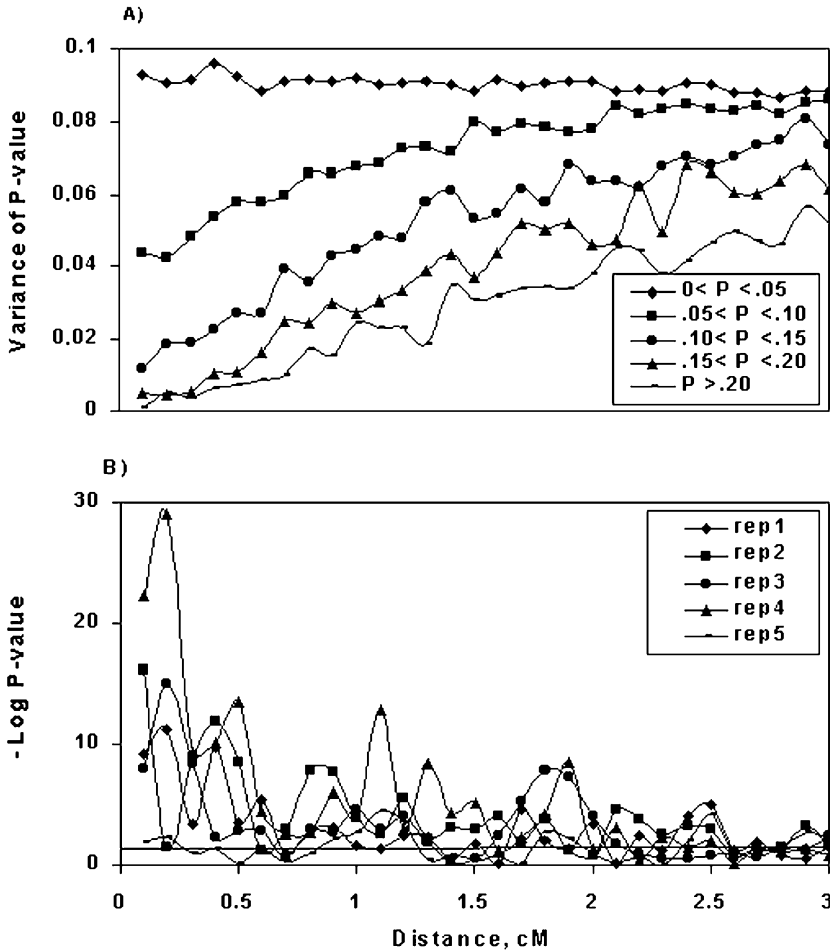 A)
Variance of P-value
0.1
0.08
0.06
0.04
0.02
0
0< P <.05
.05< P <.10
.10< P <.15
.15< P <.20
P >.20
B)
- Log P-value
30
20
10
0
rep1
rep2
rep3
rep4
rep5
0 0.5 1 1.5 2 2.5 3
Distance, cM